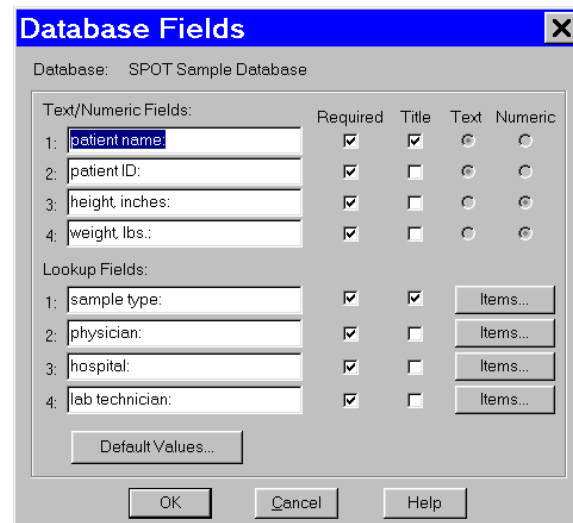 Database Fields
Database: SPOT Sample Database
Text/Numeric Fields: Required Title Text Numeric
1: patient name:
2: patient ID:
3: height, inches:
4: weight, lbs.:
Lookup Fields:
1: sample type: Items...
2: physician: Items...
3: hospital: Items...
4: lab technician: Items...
Default Values...
OK Cancel Help